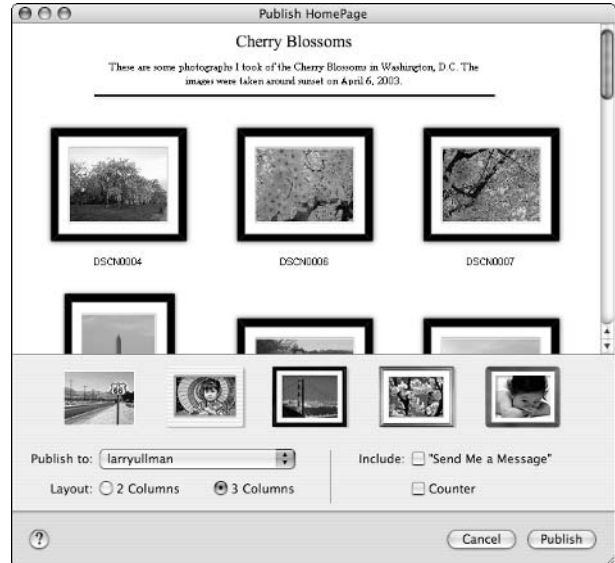 Publish HomePage
Cherry Blossoms
These are some photographs I took of the Cherry Blossoms in Washington, D.C. The
images were taken around sunset on April 6, 2003.
DSCN0004
DSCN0006
DSCN0007
66
Publish to: larryullman
Include: "Send Me a Message"
Layout: 2 Columns 3 Columns
Counter
?
Cancel
Publish